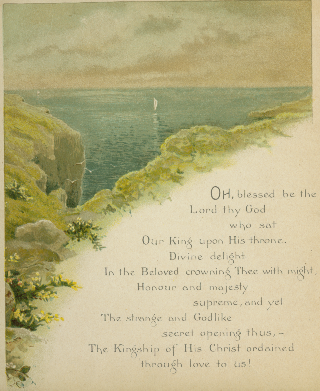 OH, blessed be the
Lord thy God
who sat
Our King upon His throne.
Divine delight
In the Beloved crowning Thee with might,
Honour and majesty
supreme, and yet
The strange and Godlike
secret opening thus,–
The Kingship of His Christ ordained
through love to us!